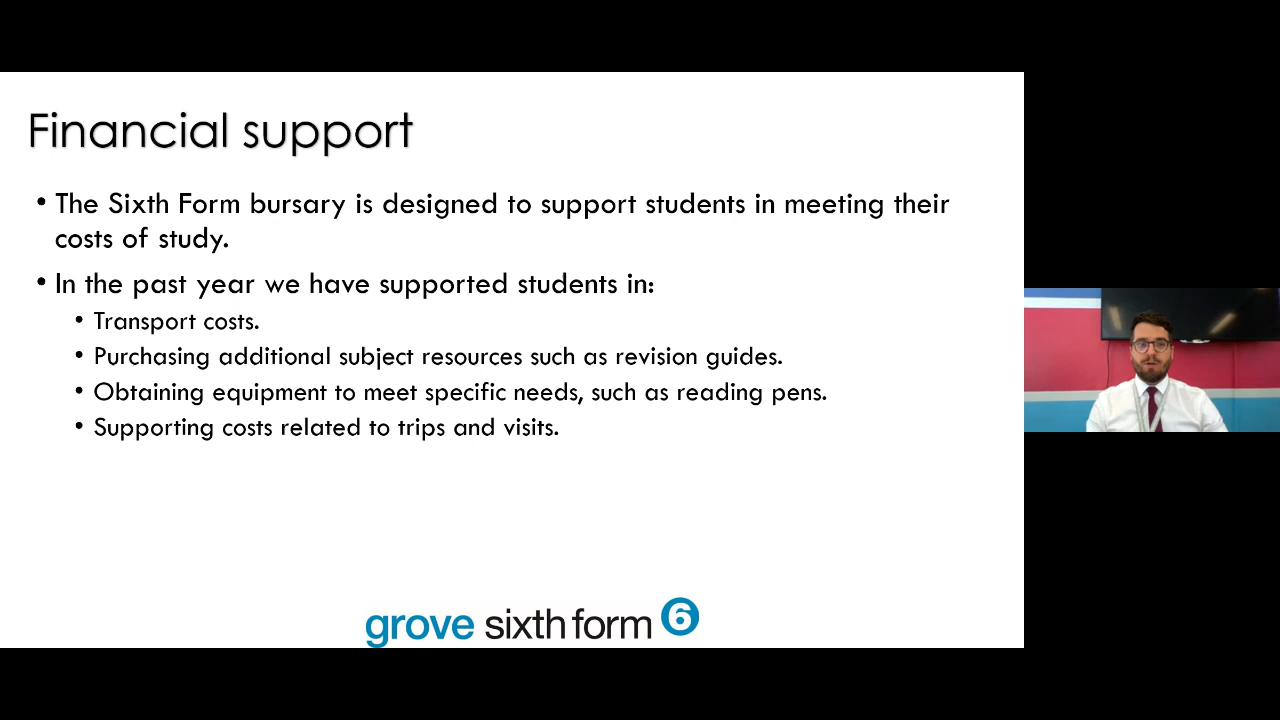 Financial support
• The Sixth Form bursary is designed to support students in meeting their
costs of study.
• In the past year we have supported students in:
• Transport costs.
• Purchasing additional subject resources such as revision guides.
• Obtaining equipment to meet specific needs, such as reading pens.
• Supporting costs related to trips and visits.
grove sixth form 6